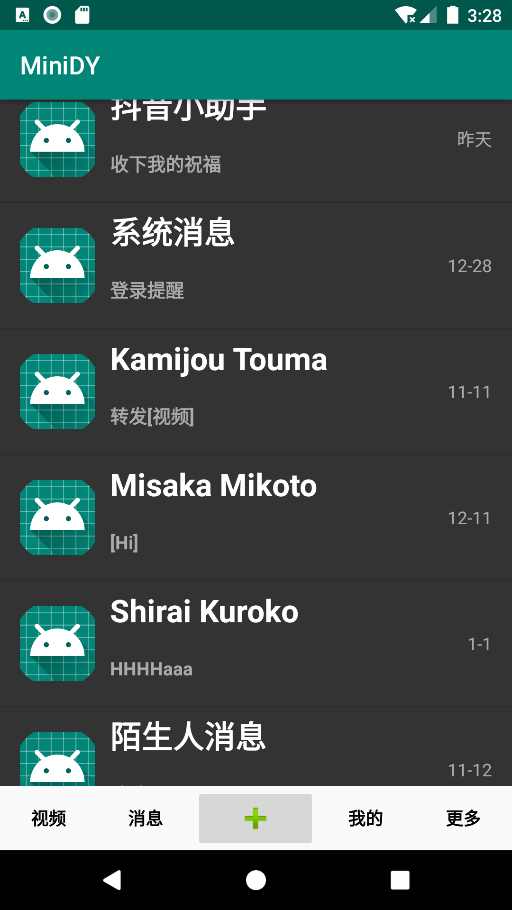 3:28
MiniDY
抖音小助手
昨天
收下我的祝福
系统消息
12-28
登录提醒
Kamijou Touma
11-11
转发[视频]
Misaka Mikoto
12-11
[Hi]
Shirai Kuroko
1-1
HHHHaaa
陌生人消息
11-12
视频 消息 我的 更多